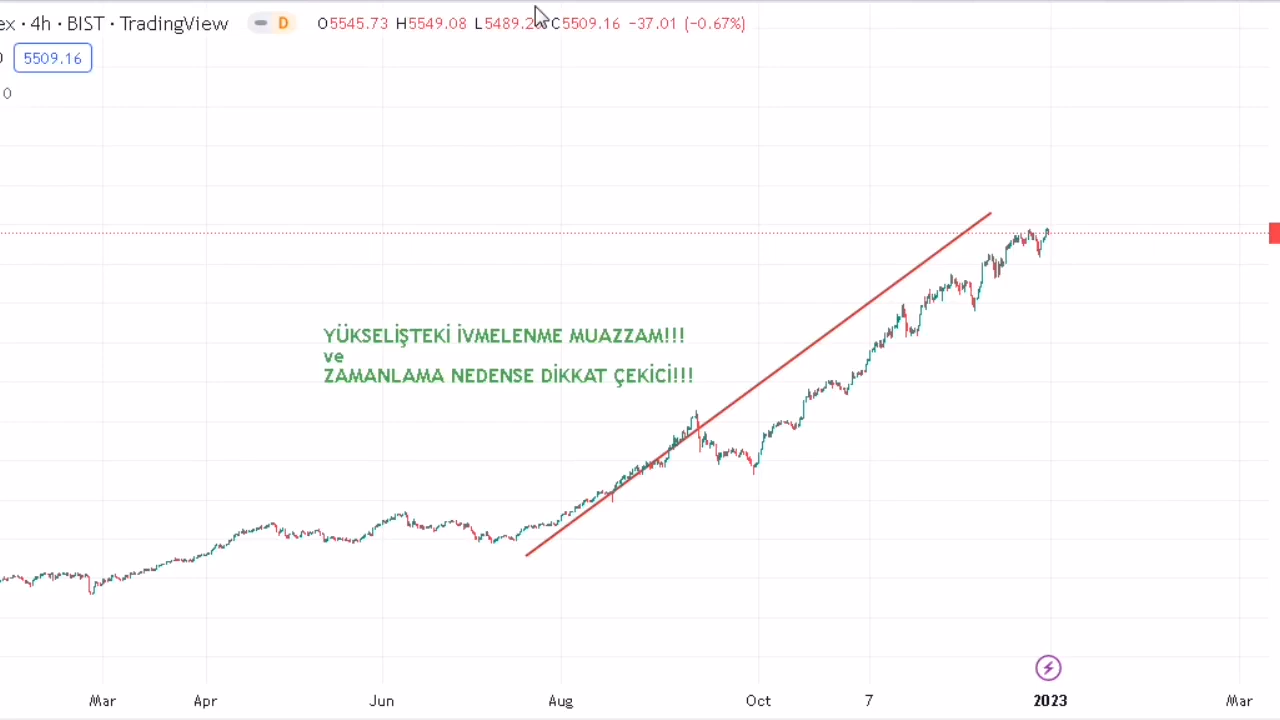 ex · 4h · BIST · TradingView D O5545.73 H5549.08 L5489.2 C5509.16 −37.01 (−0.67%)
0 5509.16
0
YÜKSELİŞTEKİ İVMELENME MUAZZAM!!!
ve
ZAMANLAMA NEDENSE DİKKAT ÇEKİCİ!!!
Mar Apr Jun Aug Oct 7 2023 Mar